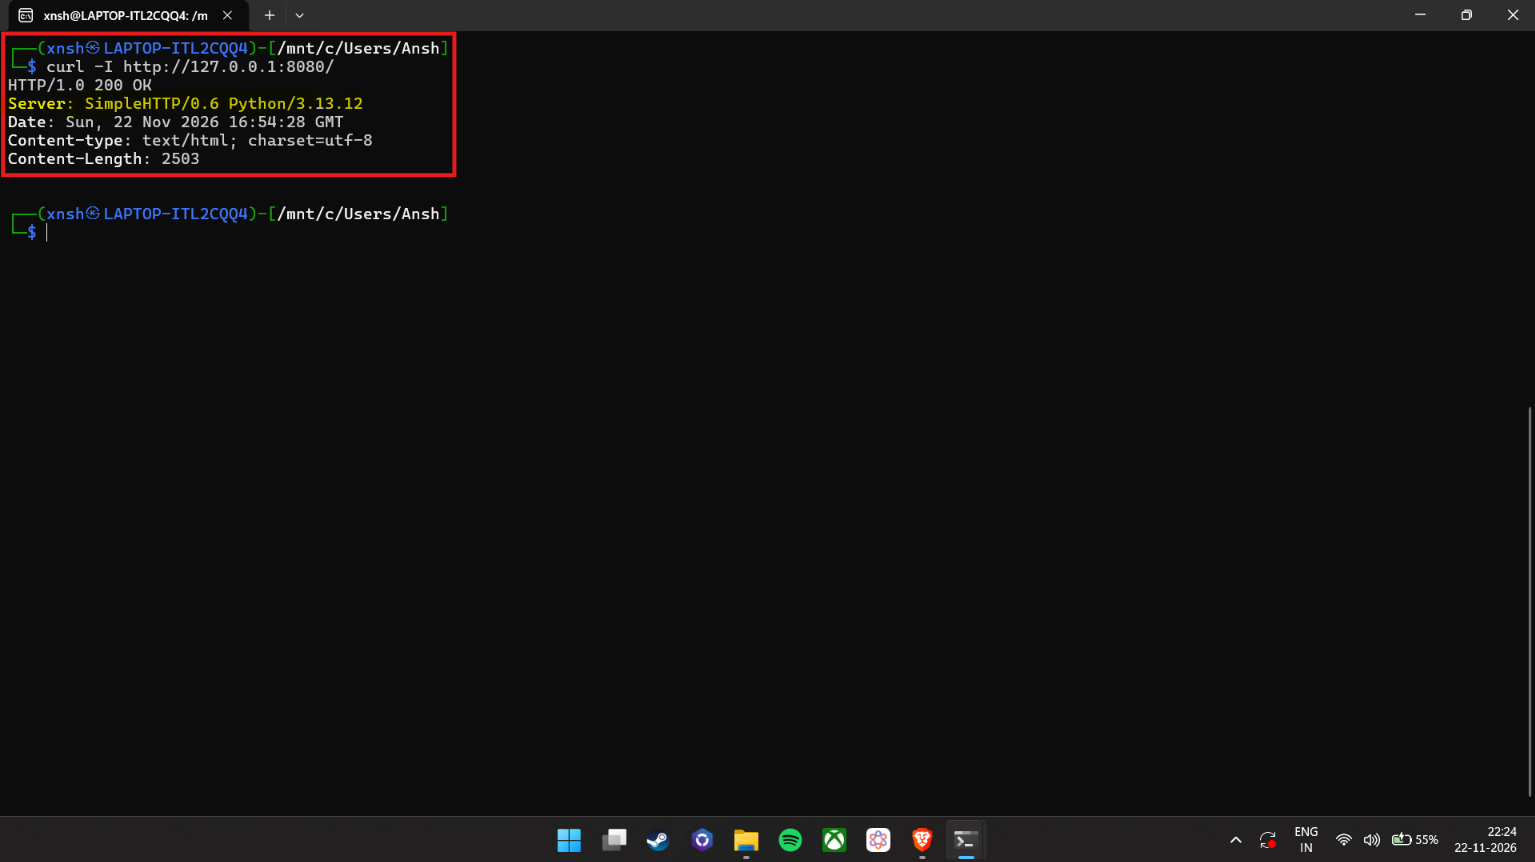 xnsh@LAPTOP-ITL2CQQ4: /m
┌──(xnsh㉿LAPTOP-ITL2CQQ4)-[/mnt/c/Users/Ansh]
└─$ curl -I http://127.0.0.1:8080/
HTTP/1.0 200 OK
Server: SimpleHTTP/0.6 Python/3.13.12
Date: Sun, 22 Nov 2026 16:54:28 GMT
Content-type: text/html; charset=utf-8
Content-Length: 2503
┌──(xnsh㉿LAPTOP-ITL2CQQ4)-[/mnt/c/Users/Ansh]
└─$
ENG
IN
55%
22:24
22-11-2026